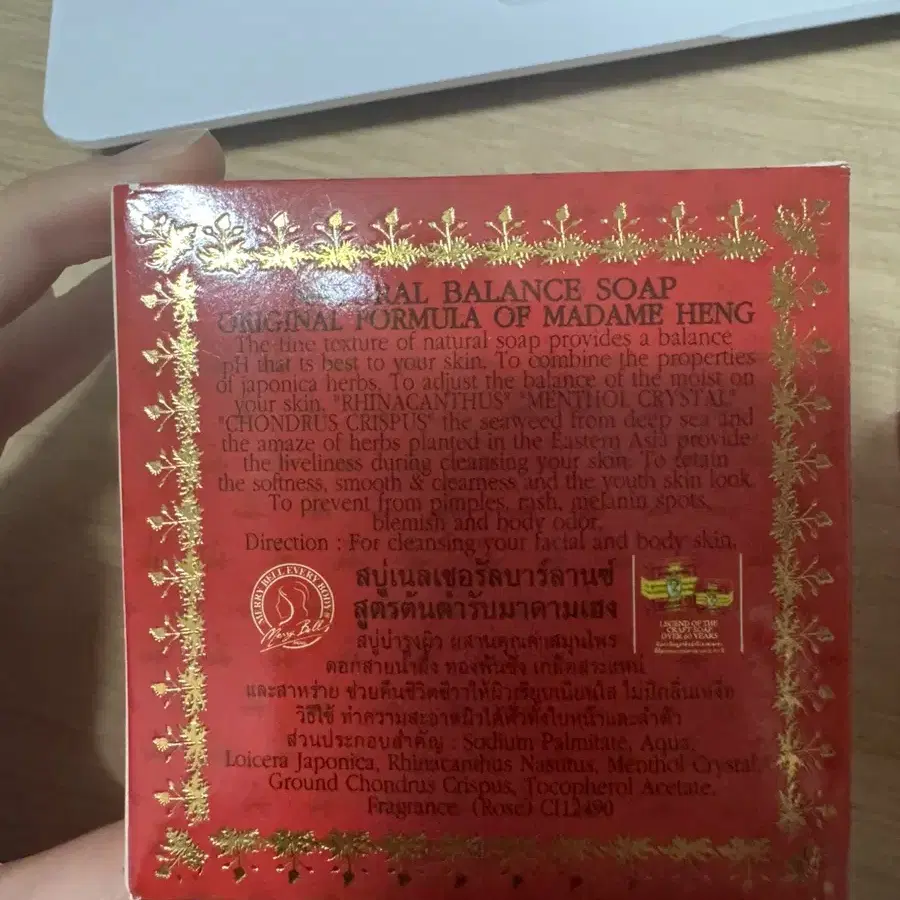 NATURAL BALANCE SOAP
ORIGINAL FORMULA OF MADAME HENG
The fine texture of natural soap provides a balance
pH that is best to your skin. To combine the properties
of japonica herbs. To adjust the balance of the moist on
your skin. "RHINACANTHUS" "MENTHOL CRYSTAL"
"CHONDRUS CRISPUS" the seaweed from deep sea and
the amaze of herbs planted in the Eastern Asia provide
the liveliness during cleansing your skin. To retain
the softness, smooth & clearness and the youth skin look.
To prevent from pimples, rash, melanin spots,
blemish and body odor.
Direction : For cleansing your facial and body skin.
MERRY BELL EVERY BODY
Merry Bell
สบู่เนลเชอรัลบาร์ลานซ์
สูตรต้นตำรับมาดามเฮง
สบู่บำรุงผิว ผสานคุณค่าสมุนไพร
ดอกสายน้ำผึ้ง ทองพันชั่ง เกล็ดสระแหน่
และสาหร่าย ช่วยคืนชีวิตชีวาให้ผิวเรียบเนียนใส ไม่มีกลิ่นเหงื่อ
วิธีใช้ ทำความสะอาดผิวได้ทั่วทั้งใบหน้าและลำตัว
ส่วนประกอบสำคัญ : Sodium Palmitate, Aqua,
Loicera Japonica, Rhinacanthus Nasutus, Menthol Crystal,
Ground Chondrus Crispus, Tocopherol Acetate,
Fragrance. (Rose) CI12490
LEGEND OF THE
CRAFT SOAP
OVER 60 YEARS